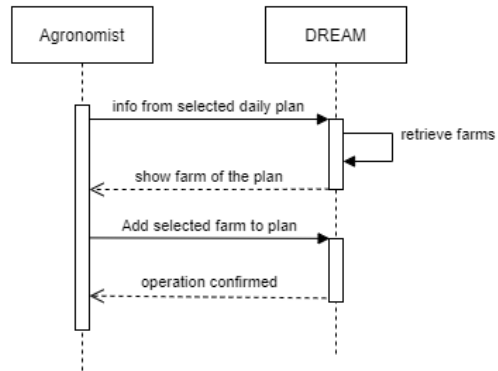 Agronomist
DREAM
info from selected daily plan
retrieve farms
show farm of the plan
Add selected farm to plan
operation confirmed